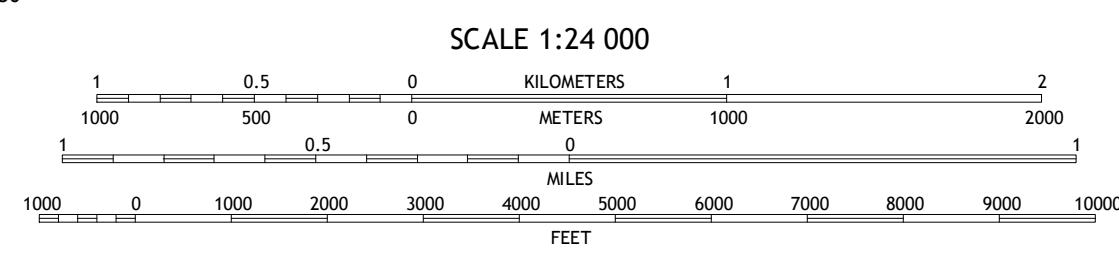 SCALE 1:24 000
1 0.5 0 KILOMETERS 1 2
1000 500 0 METERS 1000 2000
1 0.5 0 1
MILES
1000 0 1000 2000 3000 4000 5000 6000 7000 8000 9000 10000
FEET